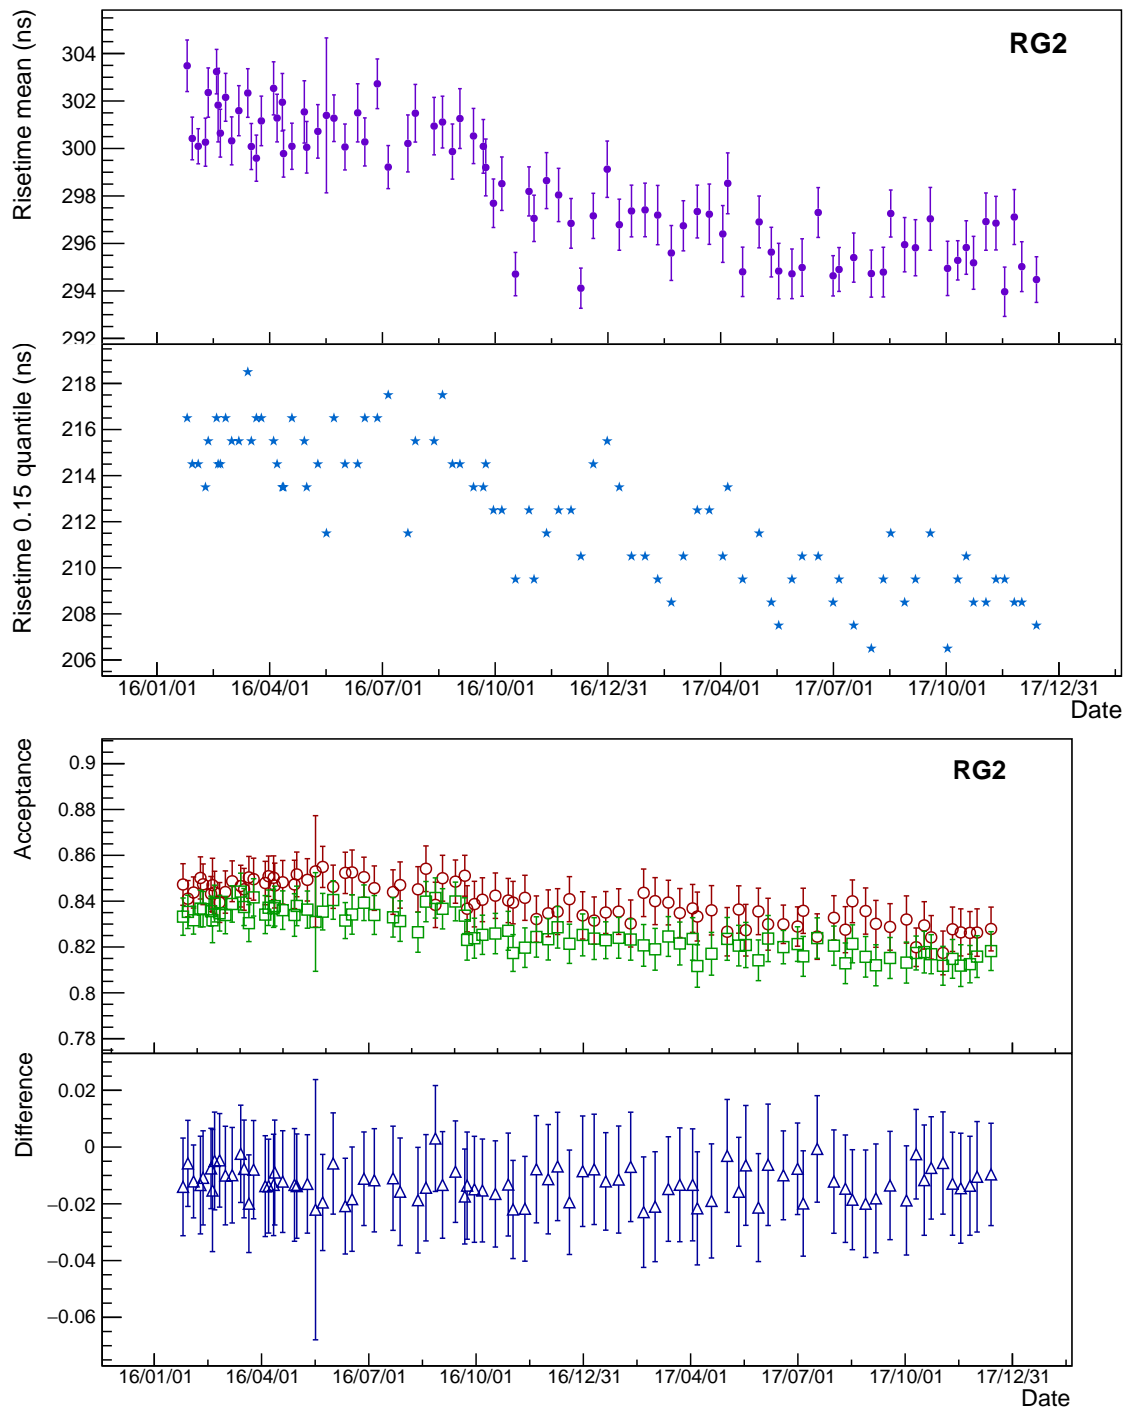 Risetime mean (ns)
RG2
304
302
300
298
296
294
292
Risetime 0.15 quantile (ns)
218
216
214
212
210
208
206
16/01/01 16/04/01 16/07/01 16/10/01 16/12/31 17/04/01 17/07/01 17/10/01 17/12/31
Date
Acceptance
RG2
0.9
0.88
0.86
0.84
0.82
0.8
0.78
Difference
0.02
0
−0.02
−0.04
−0.06
16/01/01 16/04/01 16/07/01 16/10/01 16/12/31 17/04/01 17/07/01 17/10/01 17/12/31
Date